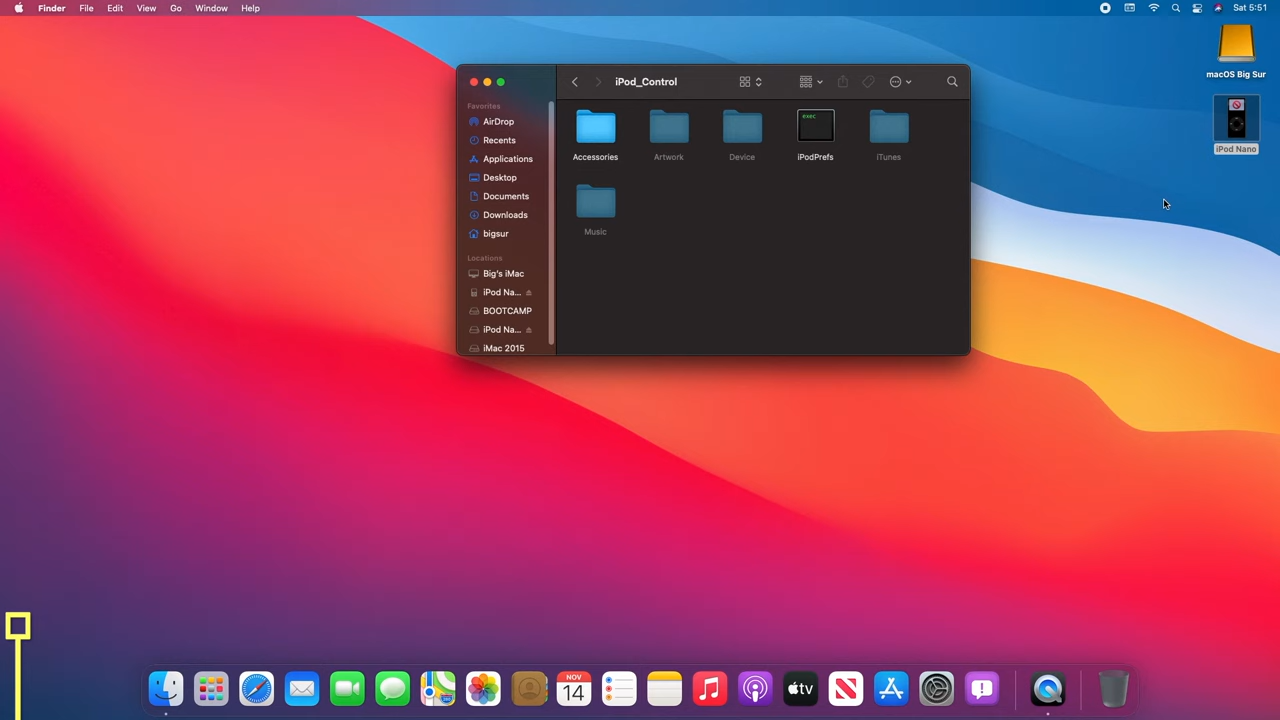 Finder File Edit View Go Window Help
Sat 5:51
macOS Big Sur
iPod Nano
iPod_Control
Favorites
AirDrop
Recents
Applications
Desktop
Documents
Downloads
bigsur
Locations
Big's iMac
iPod Na...
BOOTCAMP
iPod Na...
iMac 2015
exec
Accessories Artwork Device iPodPrefs iTunes
Music
NOV
14
tv